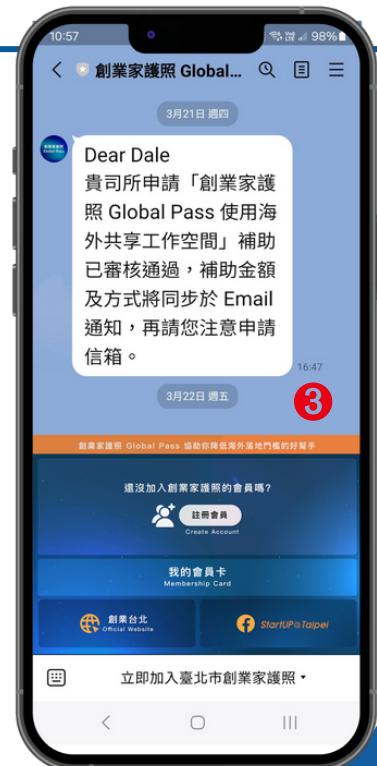 10:57
98%
創業家護照 Global...
3月21日 週四
Dear Dale
貴司所申請「創業家護
照 Global Pass 使用海
外共享工作空間」補助
已審核通過，補助金額
及方式將同步於 Email
通知，再請您注意申請
信箱。
16:47
3月22日 週五
3
創業家護照 Global Pass 協助你降低海外落地門檻的好幫手
還沒加入創業家護照的會員嗎?
註冊會員
Create Account
我的會員卡
Membership Card
創業台北
Official Website
StartUP@Taipei
立即加入臺北市創業家護照